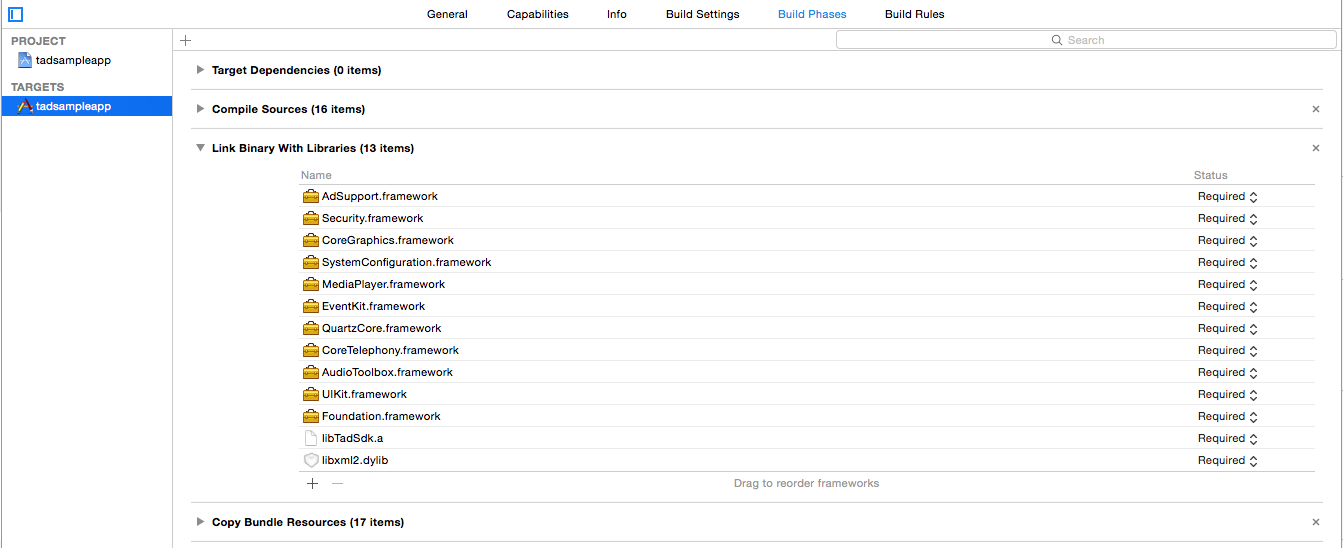 General Capabilities Info Build Settings Build Phases Build Rules
PROJECT
tadsampleapp
TARGETS
tadsampleapp
Search
Target Dependencies (0 items)
Compile Sources (16 items)
Link Binary With Libraries (13 items)
Name Status
AdSupport.framework Required
Security.framework Required
CoreGraphics.framework Required
SystemConfiguration.framework Required
MediaPlayer.framework Required
EventKit.framework Required
QuartzCore.framework Required
CoreTelephony.framework Required
AudioToolbox.framework Required
UIKit.framework Required
Foundation.framework Required
libTadSdk.a Required
libxml2.dylib Required
Drag to reorder frameworks
Copy Bundle Resources (17 items)